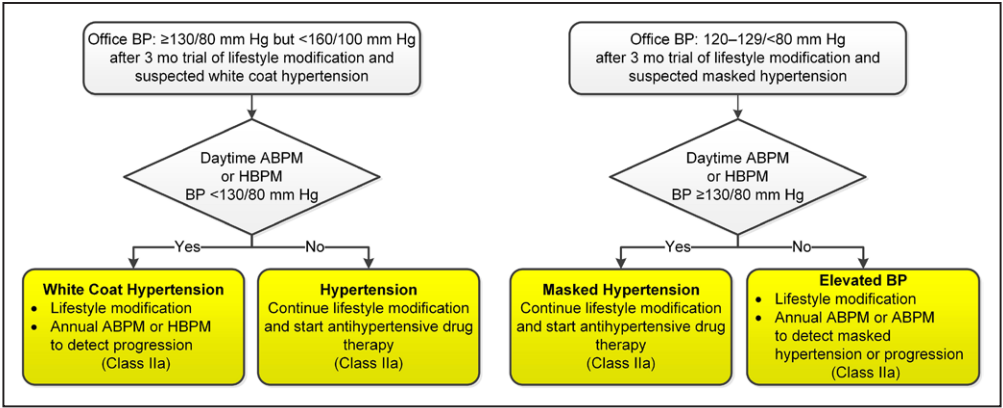 Office BP: ≥130/80 mm Hg but <160/100 mm Hg
after 3 mo trial of lifestyle modification and
suspected white coat hypertension
Daytime ABPM
or HBPM
BP <130/80 mm Hg
Yes
No
White Coat Hypertension
• Lifestyle modification
• Annual ABPM or HBPM
to detect progression
(Class IIa)
Hypertension
Continue lifestyle modification
and start antihypertensive drug
therapy
(Class IIa)
Office BP: 120–129/<80 mm Hg
after 3 mo trial of lifestyle modification and
suspected masked hypertension
Daytime ABPM
or HBPM
BP ≥130/80 mm Hg
Yes
No
Masked Hypertension
Continue lifestyle modification
and start antihypertensive drug
therapy
(Class IIa)
Elevated BP
• Lifestyle modification
• Annual ABPM or ABPM
to detect masked
hypertension or progression
(Class IIa)